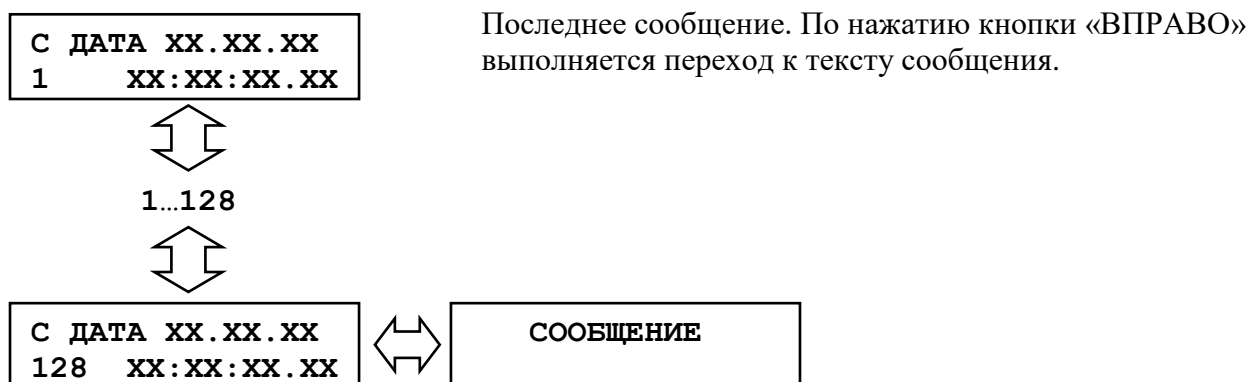 С ДАТА XX.XX.XX
1 XX:XX:XX.XX
Последнее сообщение. По нажатию кнопки «ВПРАВО»
выполняется переход к тексту сообщения.
1…128
С ДАТА XX.XX.XX
128 XX:XX:XX.XX
СООБЩЕНИЕ